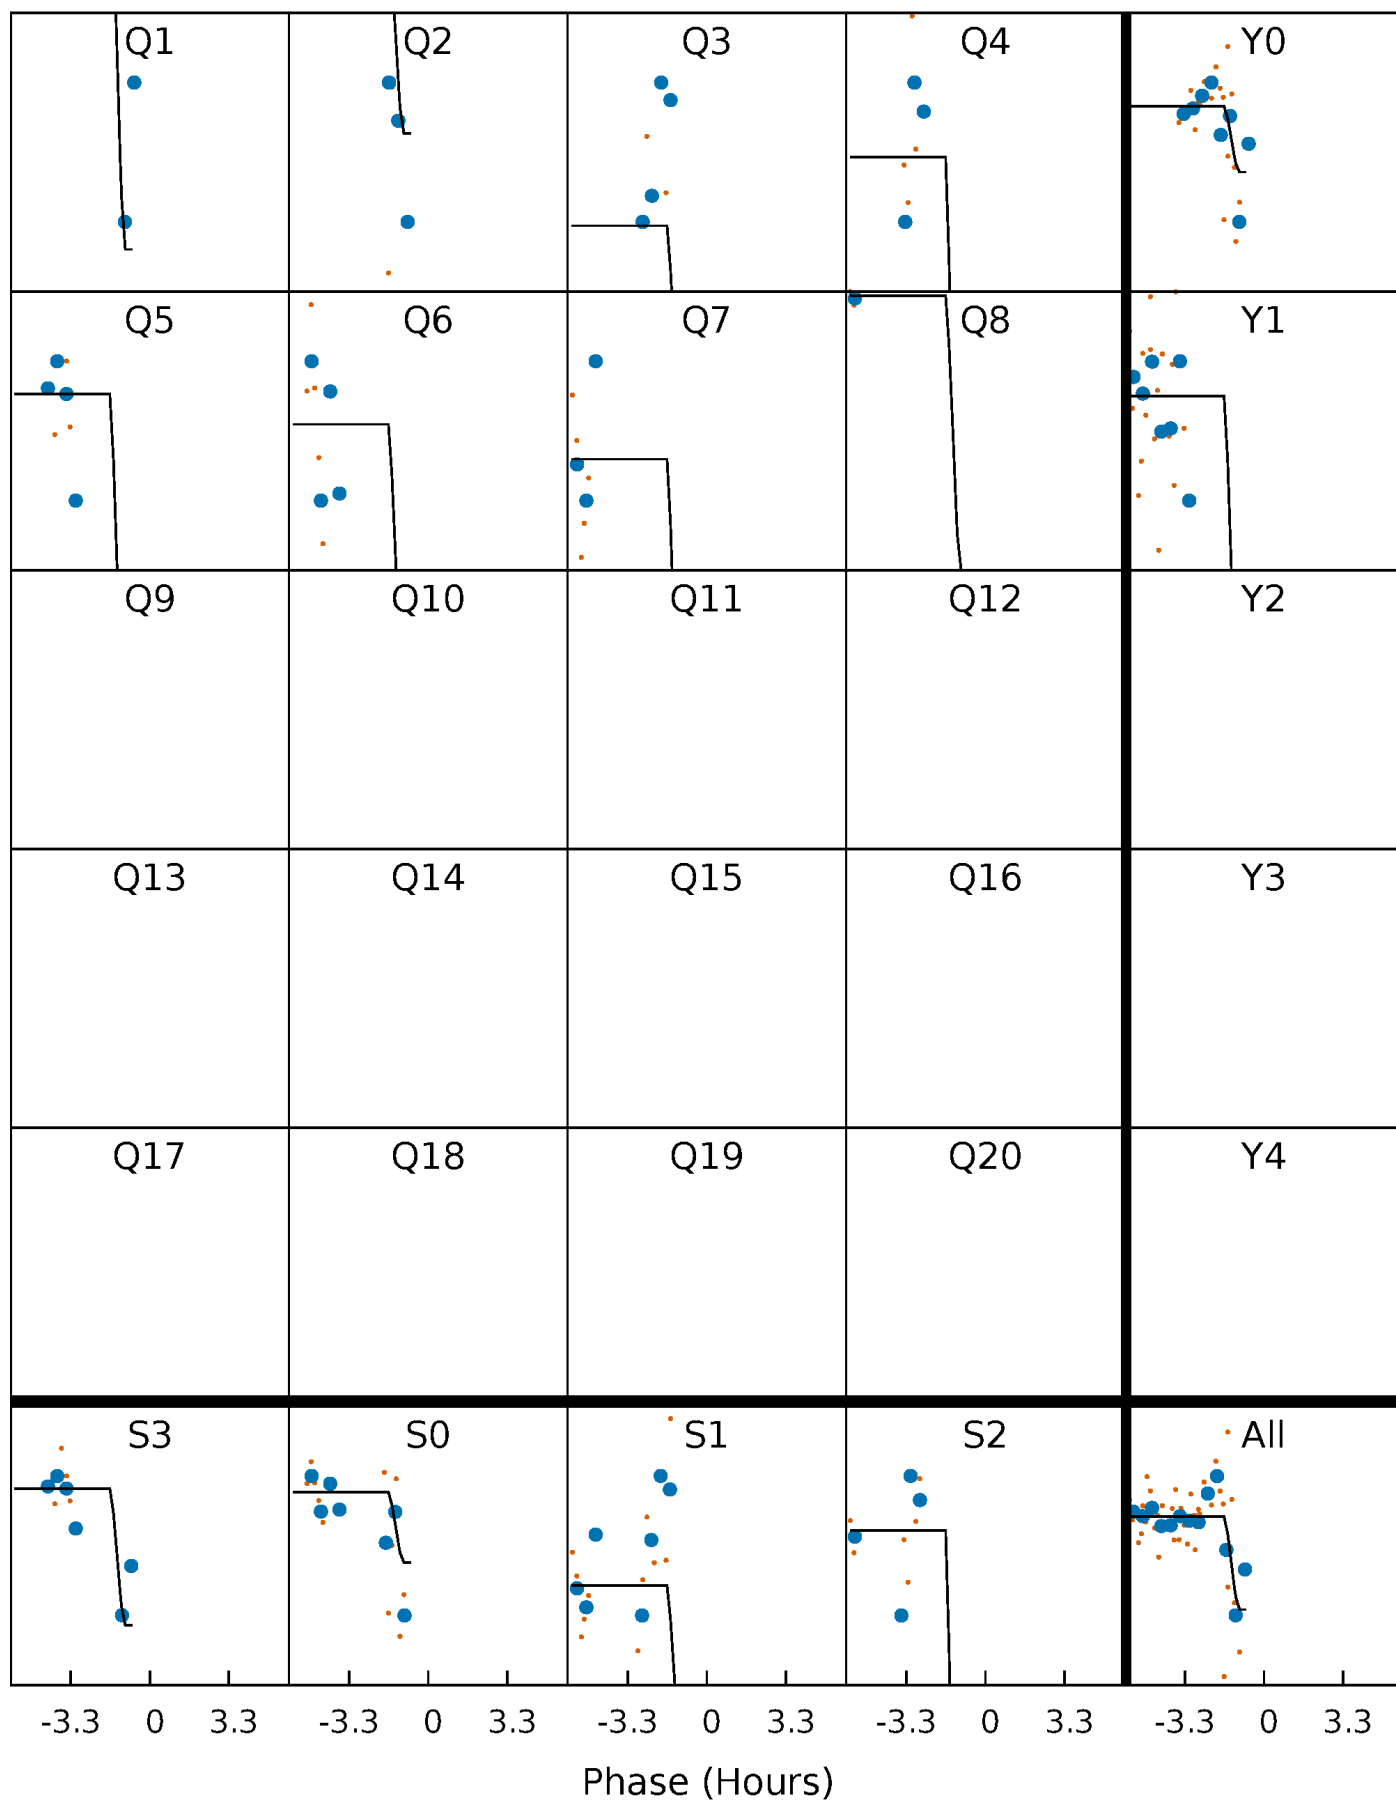 Q1 Q2 Q3 Q4 Y0
Q5 Q6 Q7 Q8 Y1
Q9 Q10 Q11 Q12 Y2
Q13 Q14 Q15 Q16 Y3
Q17 Q18 Q19 Q20 Y4
S3 S0 S1 S2 All
-3.3 0 3.3 -3.3 0 3.3 -3.3 0 3.3 -3.3 0 3.3 -3.3 0 3.3
Phase (Hours)